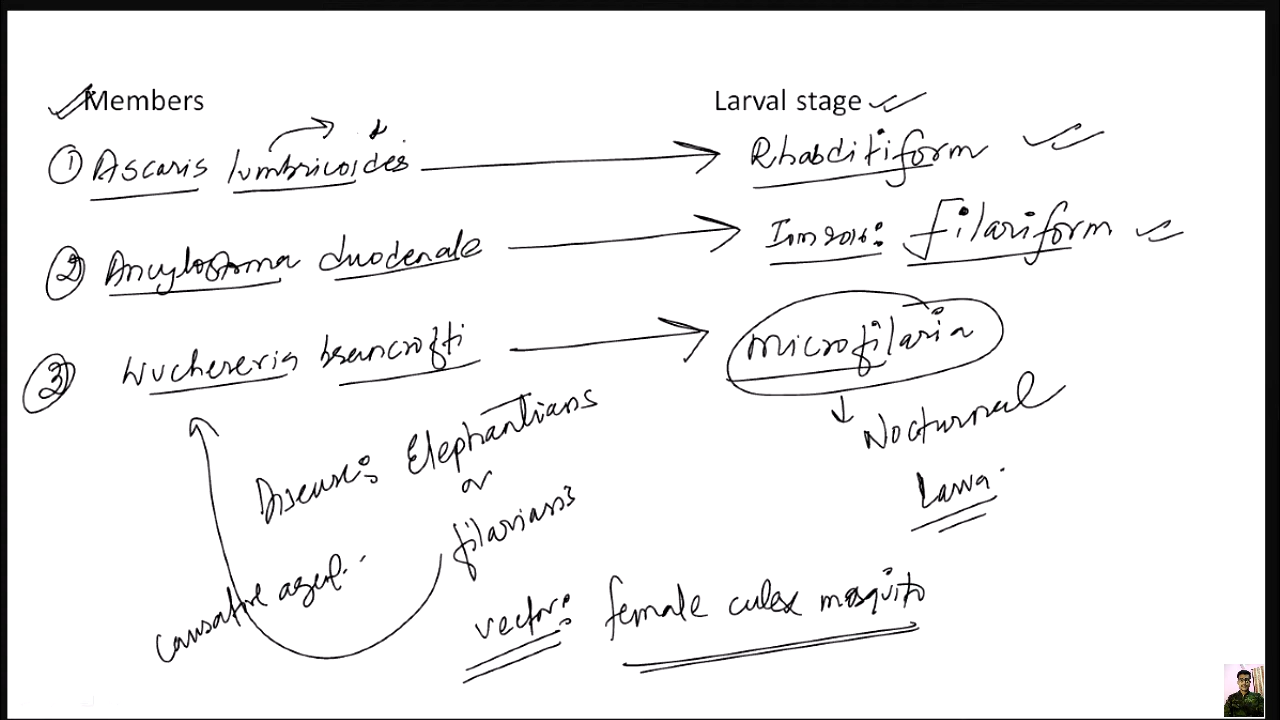 Members Larval stage
① Ascaris lumbricoides Rhabditiform
② Ancylostoma duodenale filariform
③ Wuchereria bancrofti microfilaria
Nocturnal
Larva
Disease: Elephantians
or
filariasis
causative agent
vector: female culex mosquito